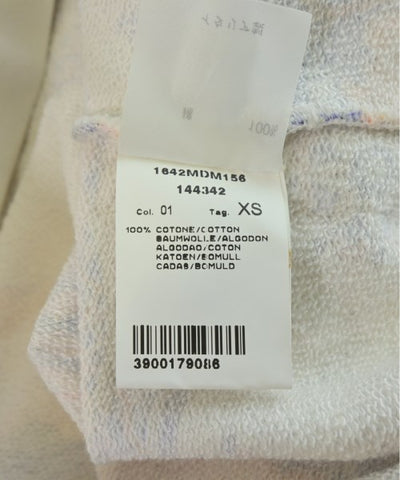 1642MDM156
144342
Col. 01 Tag. XS
100% COTONE/COTTON
BAUMWOLLE/ALGODON
ALGODAO/COTON
KATOEN/BOMULL
CADAS/BOMULD
3900179086